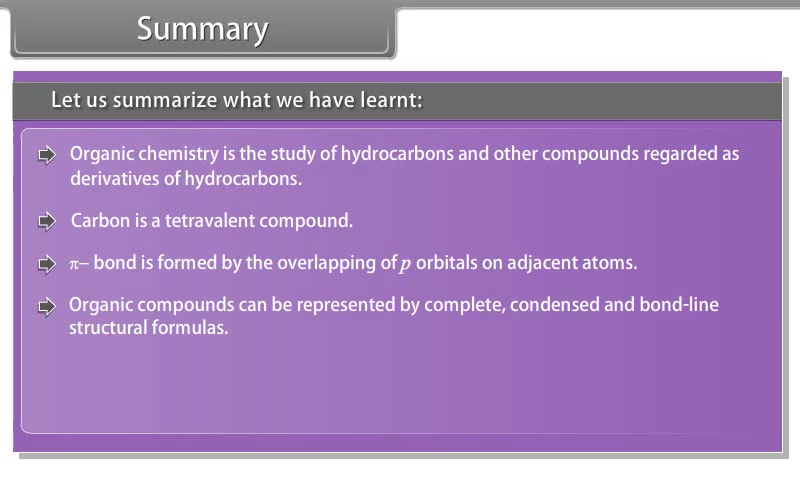 Summary
Let us summarize what we have learnt:
Organic chemistry is the study of hydrocarbons and other compounds regarded as
derivatives of hydrocarbons.
Carbon is a tetravalent compound.
π– bond is formed by the overlapping of p orbitals on adjacent atoms.
Organic compounds can be represented by complete, condensed and bond-line
structural formulas.